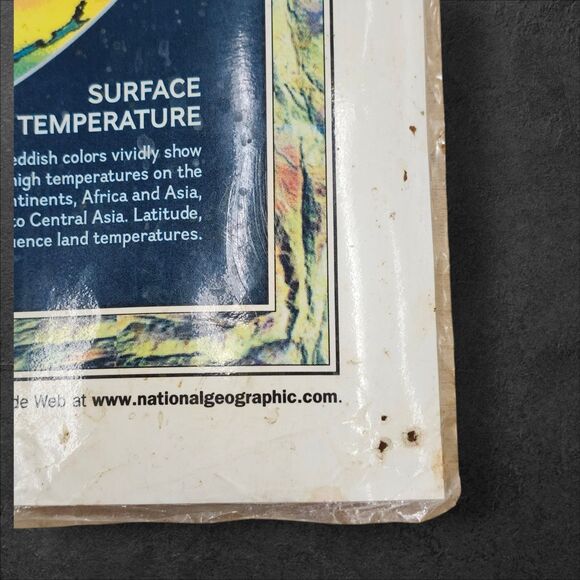 SURFACE
TEMPERATURE
eddish colors vividly show
high temperatures on the
ntinents, Africa and Asia,
to Central Asia. Latitude,
uence land temperatures.
de Web at www.nationalgeographic.com.